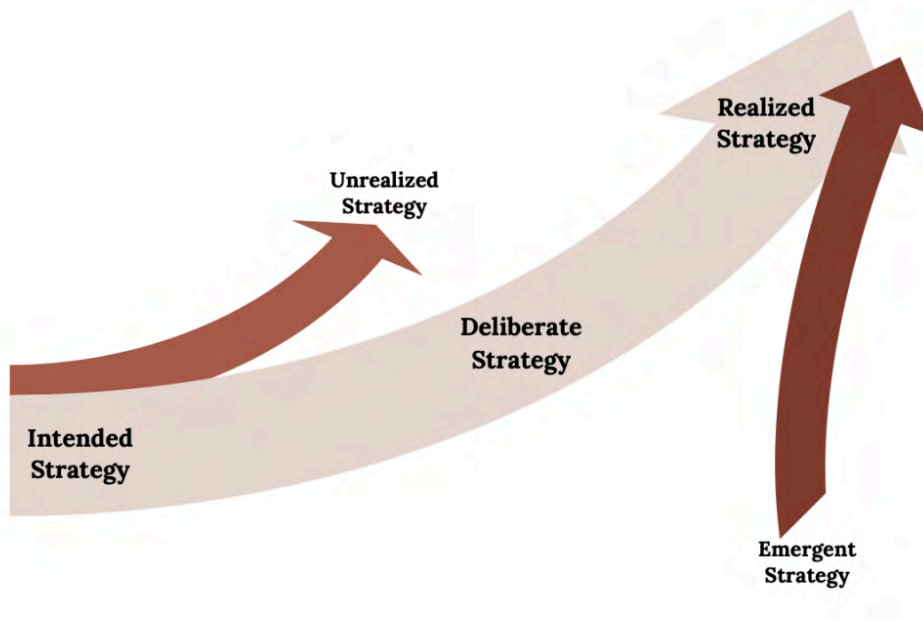 Realized
Strategy
Unrealized
Strategy
Deliberate
Strategy
Intended
Strategy
Emergent
Strategy